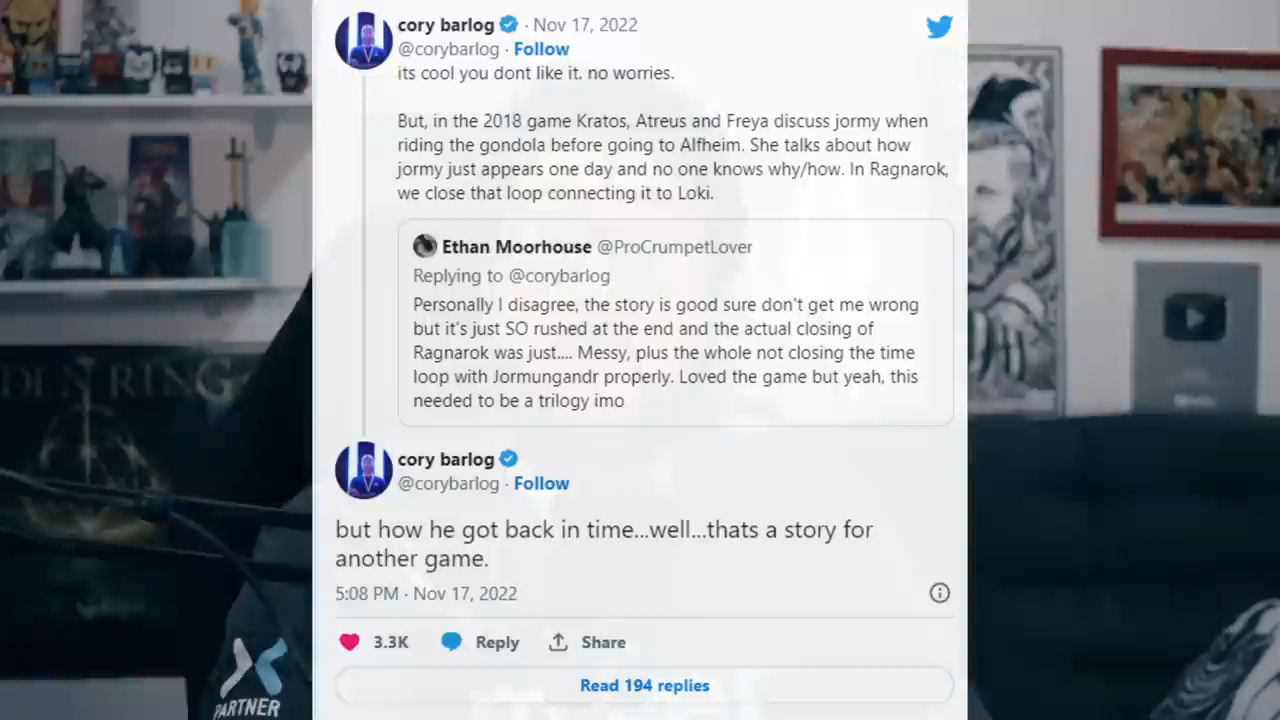 cory barlog · Nov 17, 2022
@corybarlog · Follow
its cool you dont like it. no worries.
But, in the 2018 game Kratos, Atreus and Freya discuss jormy when
riding the gondola before going to Alfheim. She talks about how
jormy just appears one day and no one knows why/how. In Ragnarok,
we close that loop connecting it to Loki.
Ethan Moorhouse @ProCrumpetLover
Replying to @corybarlog
Personally I disagree, the story is good sure don't get me wrong
but it's just SO rushed at the end and the actual closing of
Ragnarok was just.... Messy, plus the whole not closing the time
loop with Jormungandr properly. Loved the game but yeah, this
needed to be a trilogy imo
cory barlog
@corybarlog · Follow
but how he got back in time...well...thats a story for
another game.
5:08 PM · Nov 17, 2022
3.3K Reply Share
Read 194 replies
DEN RING
PARTNER